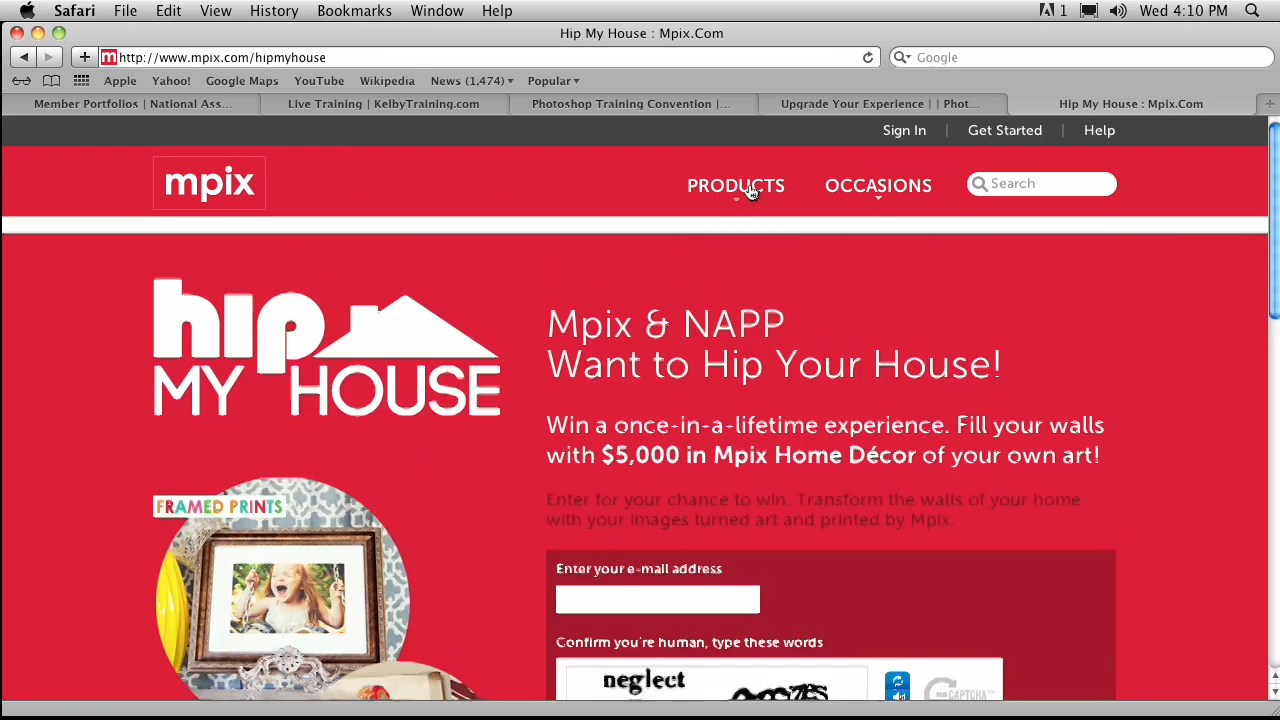 Safari File Edit View History Bookmarks Window Help 1 Wed 4:10 PM
Hip My House : Mpix.Com
m http://www.mpix.com/hipmyhouse Google
Apple Yahoo! Google Maps YouTube Wikipedia News (1,474) Popular
Member Portfolios | National Ass... Live Training | KelbyTraining.com Photoshop Training Convention |... Upgrade Your Experience | | Phot... Hip My House : Mpix.Com
Sign In | Get Started | Help
mpix PRODUCTS OCCASIONS Search
hip
MY HOUSE
Mpix & NAPP
Want to Hip Your House!
Win a once-in-a-lifetime experience. Fill your walls
with $5,000 in Mpix Home Décor of your own art!
Enter for your chance to win. Transform the walls of your home
with your images turned art and printed by Mpix.
FRAMED PRINTS
Enter your e-mail address
Confirm you're human, type these words
neglect
CAPTCHA